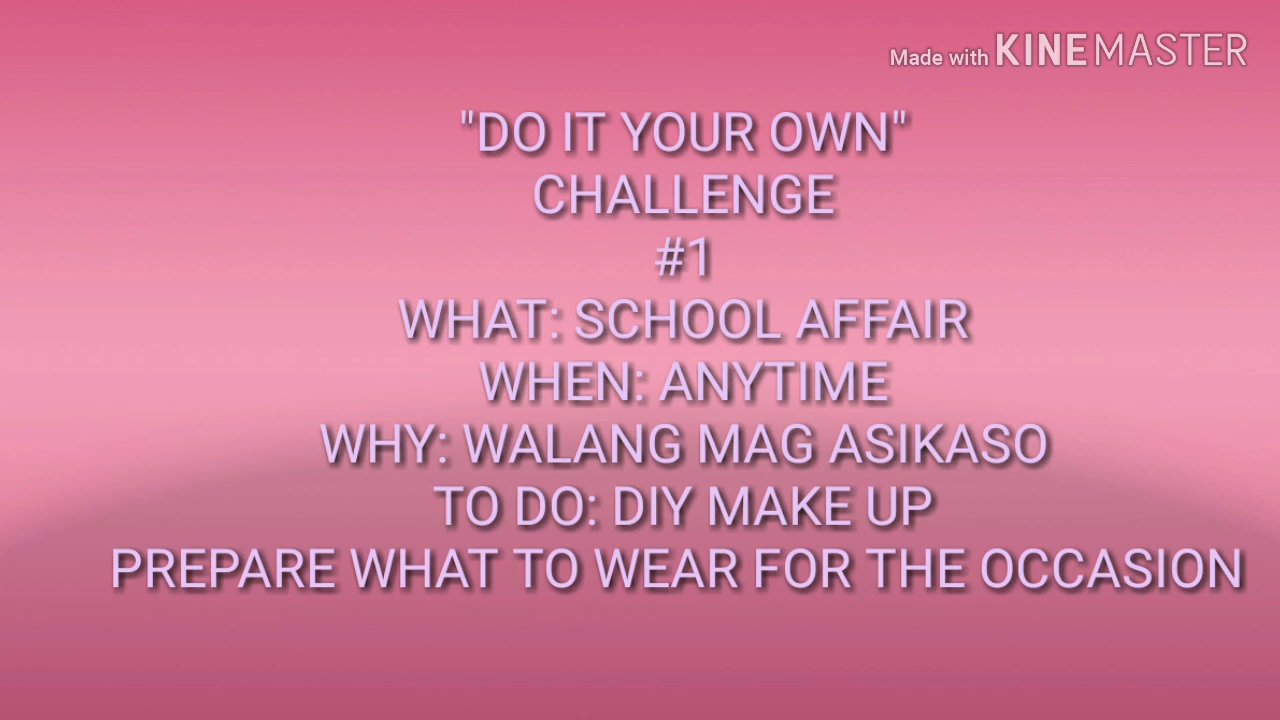 Made with KINEMASTER
"DO IT YOUR OWN"
CHALLENGE
#1
WHAT: SCHOOL AFFAIR
WHEN: ANYTIME
WHY: WALANG MAG ASIKASO
TO DO: DIY MAKE UP
PREPARE WHAT TO WEAR FOR THE OCCASION